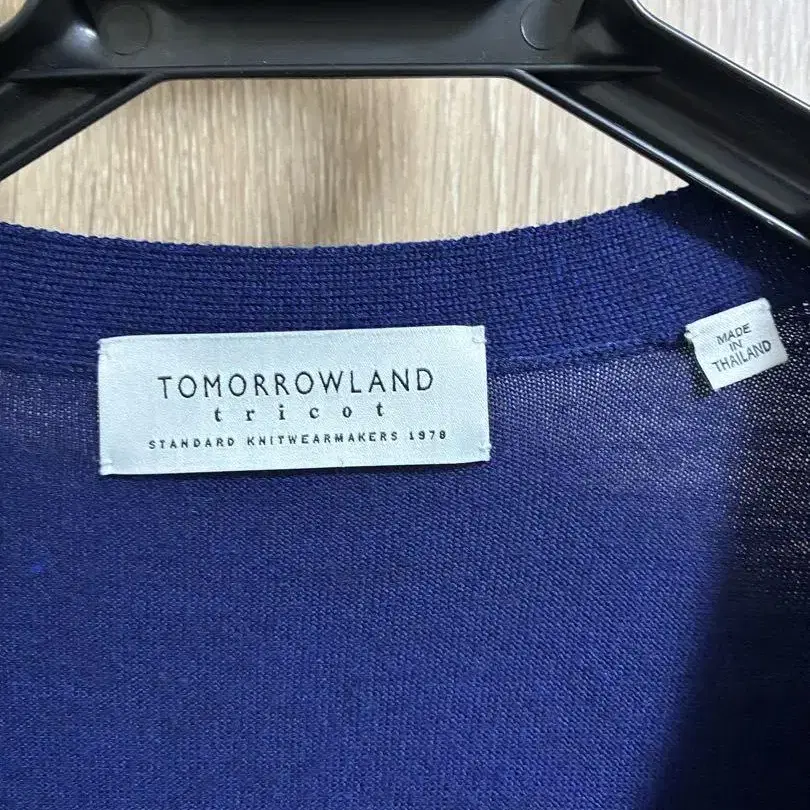 TOMORROWLAND
tricot
STANDARD KNITWEARMAKERS 1978
MADE
IN
THAILAND